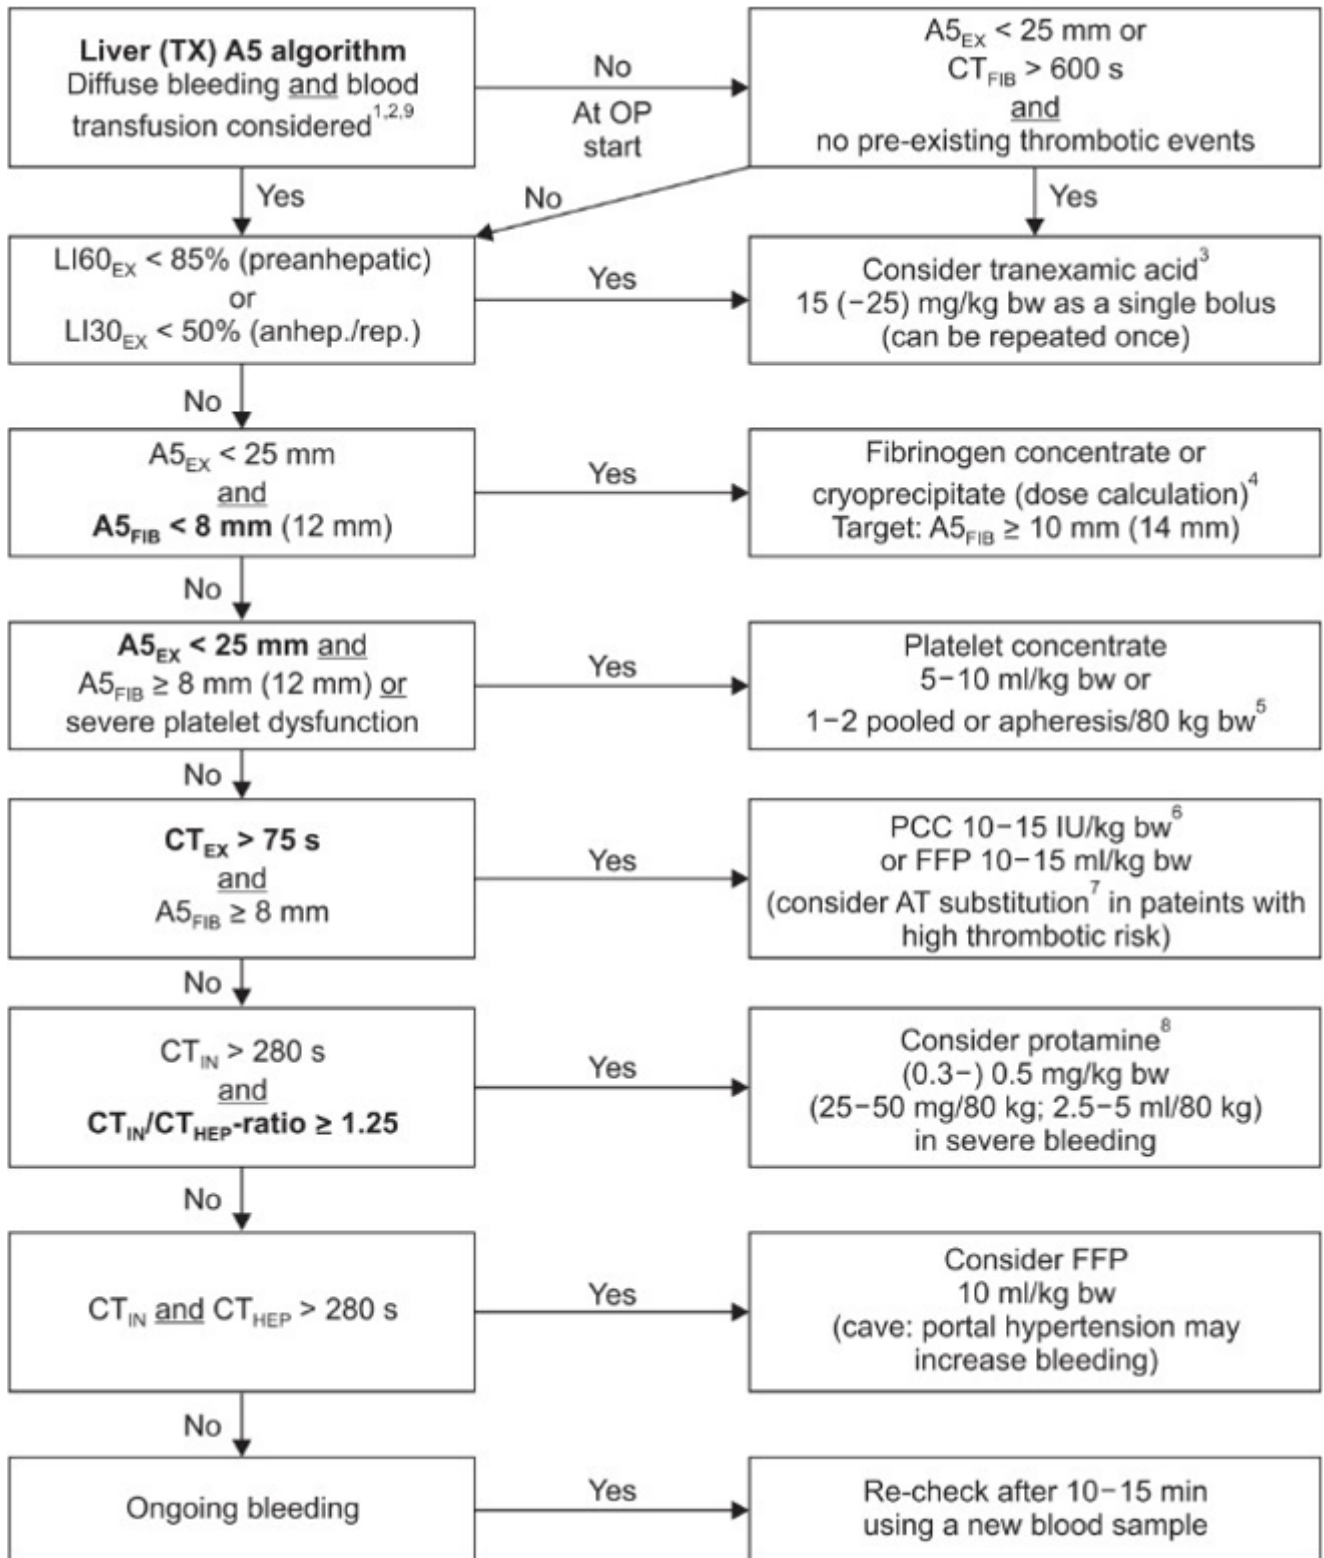 Liver (TX) A5 algorithm
Diffuse bleeding and blood
transfusion considered1,2,9
No
At OP
start
A5EX < 25 mm or
CTFIB > 600 s
and
no pre-existing thrombotic events
Yes
No
Yes
LI60EX < 85% (preanhepatic)
or
LI30EX < 50% (anhep./rep.)
Yes
Consider tranexamic acid3
15 (−25) mg/kg bw as a single bolus
(can be repeated once)
No
A5EX < 25 mm
and
A5FIB < 8 mm (12 mm)
Yes
Fibrinogen concentrate or
cryoprecipitate (dose calculation)4
Target: A5FIB ≥ 10 mm (14 mm)
No
A5EX < 25 mm and
A5FIB ≥ 8 mm (12 mm) or
severe platelet dysfunction
Yes
Platelet concentrate
5−10 ml/kg bw or
1−2 pooled or apheresis/80 kg bw5
No
CTEX > 75 s
and
A5FIB ≥ 8 mm
Yes
PCC 10−15 IU/kg bw6
or FFP 10−15 ml/kg bw
(consider AT substitution7 in pateints with
high thrombotic risk)
No
CTIN > 280 s
and
CTIN/CTHEP-ratio ≥ 1.25
Yes
Consider protamine8
(0.3−) 0.5 mg/kg bw
(25−50 mg/80 kg; 2.5−5 ml/80 kg)
in severe bleeding
No
CTIN and CTHEP > 280 s
Yes
Consider FFP
10 ml/kg bw
(cave: portal hypertension may
increase bleeding)
No
Ongoing bleeding
Yes
Re-check after 10−15 min
using a new blood sample